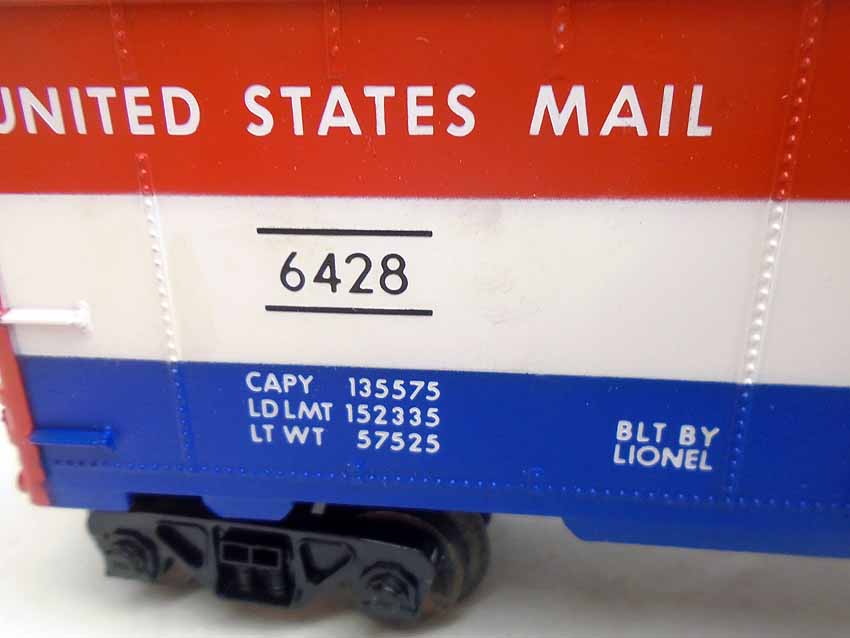 UNITED STATES MAIL
6428
CAPY 135575
LD LMT 152335
LT WT 57525
BLT BY
LIONEL